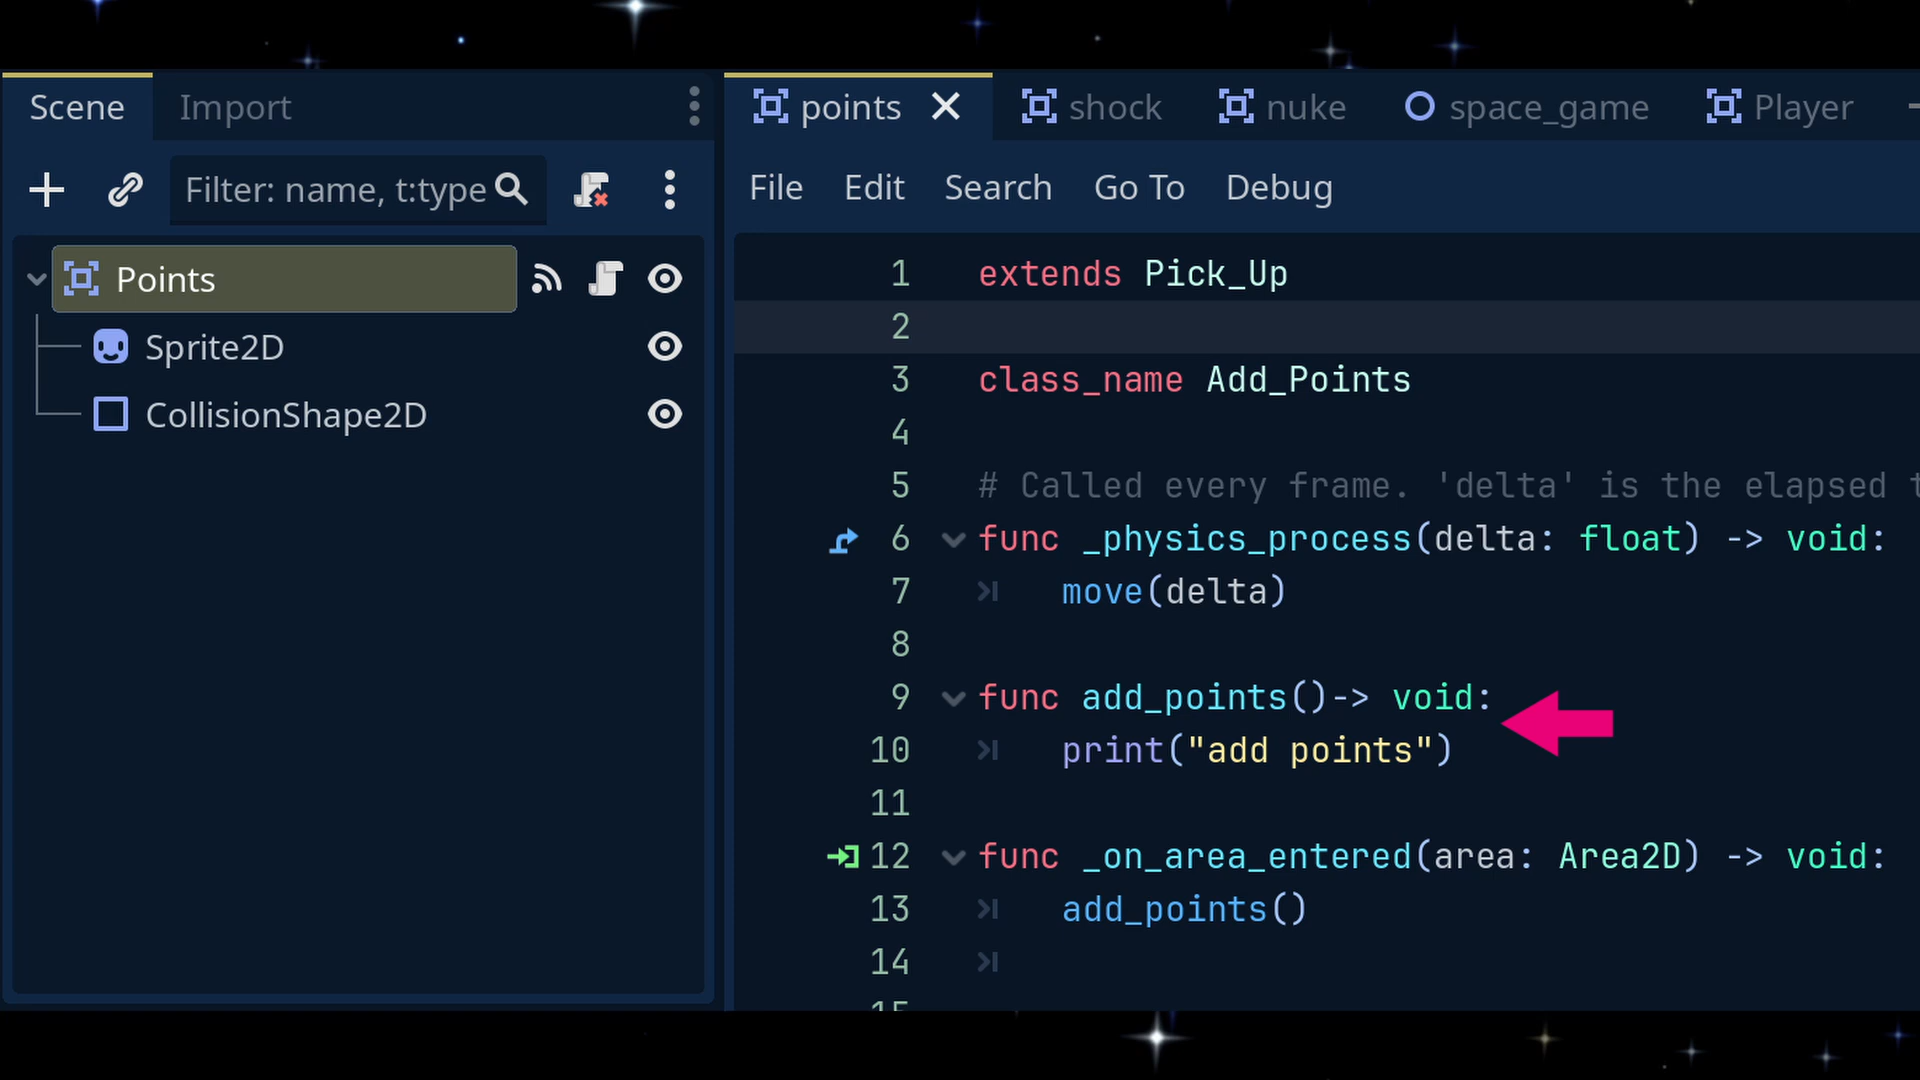 Scene Import
Filter: name, t:type
Points
Sprite2D
CollisionShape2D
points shock nuke space_game Player
File Edit Search Go To Debug
1 extends Pick_Up
2
3 class_name Add_Points
4
5 # Called every frame. 'delta' is the elapsed
6 func _physics_process(delta: float) -> void:
7 move(delta)
8
9 func add_points()-> void:
10 print("add points")
11
12 func _on_area_entered(area: Area2D) -> void:
13 add_points()
14
15